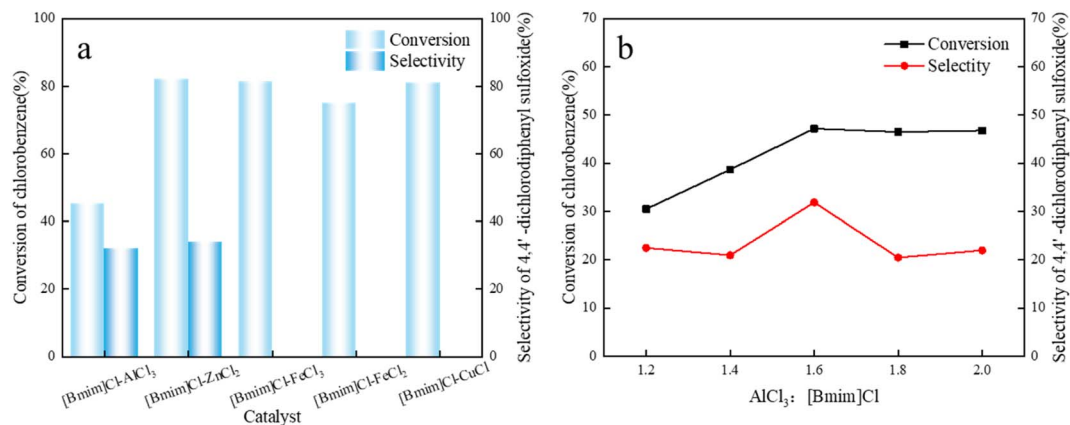 a
Conversion
Selectivity
100
80
60
40
20
0
100
80
60
40
20
0
Conversion of chlorobenzene(%)
Selectivity of 4,4' -dichlorodiphenyl sulfoxide(%)
[Bmim]Cl-AlCl₃
[Bmim]Cl-ZnCl₂
[Bmim]Cl-FeCl₃
[Bmim]Cl-FeCl₂
[Bmim]Cl-CuCl
Catalyst
b
Conversion
Selectity
70
60
50
40
30
20
10
0
70
60
50
40
30
20
10
0
Conversion of chlorobenzene(%)
Selectivity of 4,4' -dichlorodiphenyl sulfoxide(%)
1.2
1.4
1.6
1.8
2.0
AlCl₃: [Bmim]Cl